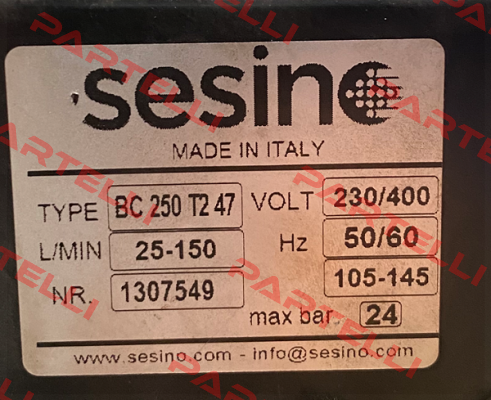 sesino
MADE IN ITALY
TYPE BC 250 T2 47 VOLT 230/400
L/MIN 25-150 Hz 50/60
NR. 1307549 105-145
max bar 24
www.sesino.com - info@sesino.com
PARTELLI
PARTELLI
PARTELLI
PARTELLI
PARTELLI